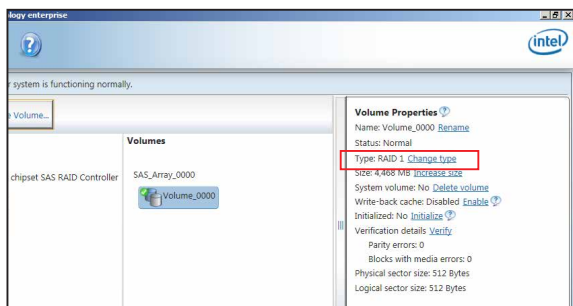 logy enterprise
intel
r system is functioning normally.
Volume...
Volumes
chipset SAS RAID Controller
SAS_Array_0000
Volume_0000
Volume Properties
Name: Volume_0000 Rename
Status: Normal
Type: RAID 1 Change type
Size: 4,468 MB Increase size
System volume: No Delete volume
Write-back cache: Disabled Enable
Initialized: No Initialize
Verification details Verify
Parity errors: 0
Blocks with media errors: 0
Physical sector size: 512 Bytes
Logical sector size: 512 Bytes